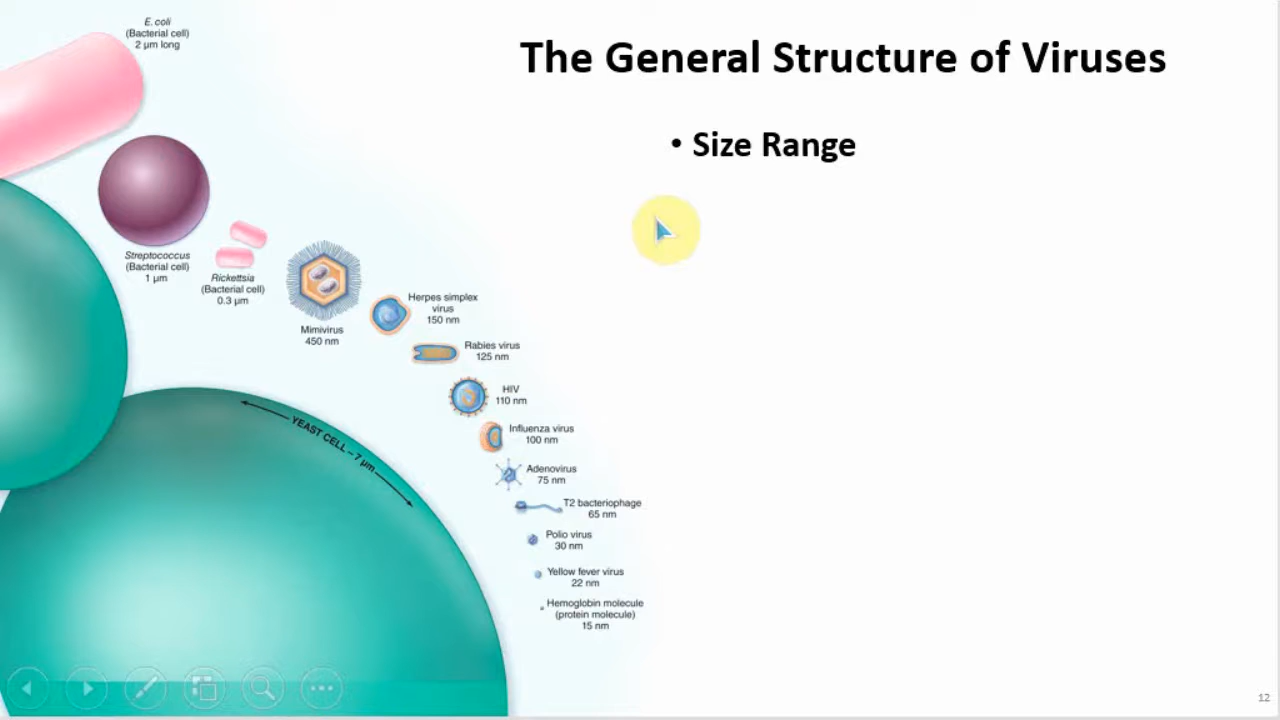 The General Structure of Viruses
• Size Range
E. coli
(Bacterial cell)
2 μm long
Streptococcus
(Bacterial cell)
1 μm
Rickettsia
(Bacterial cell)
0.3 μm
Mimivirus
450 nm
Herpes simplex
virus
150 nm
Rabies virus
125 nm
HIV
110 nm
Influenza virus
100 nm
Adenovirus
75 nm
T2 bacteriophage
65 nm
Polio virus
30 nm
Yellow fever virus
22 nm
Hemoglobin molecule
(protein molecule)
15 nm
YEAST CELL – 7 μm
12